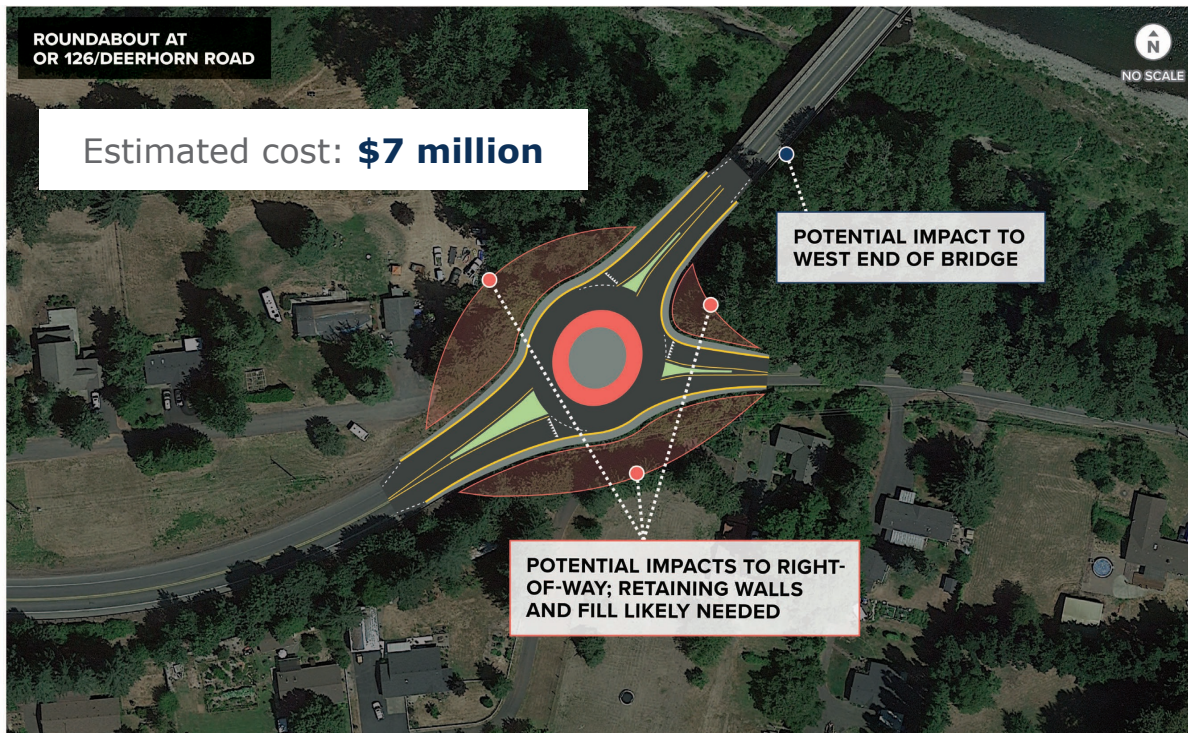 ROUNDABOUT AT
OR 126/DEERHORN ROAD
N
NO SCALE
Estimated cost: $7 million
POTENTIAL IMPACT TO
WEST END OF BRIDGE
POTENTIAL IMPACTS TO RIGHT-
OF-WAY; RETAINING WALLS
AND FILL LIKELY NEEDED